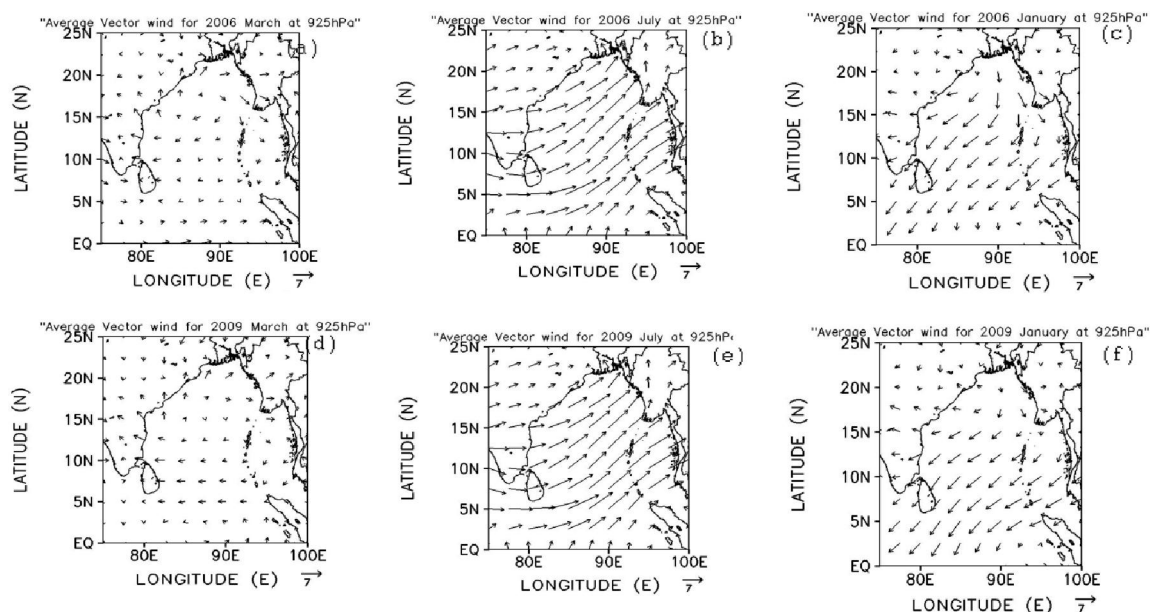 "Average Vector wind for 2006 March at 925hPa"
a)
25N
20N
15N
10N
5N
EQ
LATITUDE (N)
80E 90E 100E
LONGITUDE (E) 7
"Average Vector wind for 2006 July at 925hPa"
(b)
25N
20N
15N
10N
5N
EQ
LATITUDE (N)
80E 90E 100E
LONGITUDE (E) 7
"Average Vector wind for 2006 January at 925hPa"
(c)
25N
20N
15N
10N
5N
EQ
LATITUDE (N)
80E 90E 100E
LONGITUDE (E) 7
"Average Vector wind for 2009 March at 925hPa"
(d)
25N
20N
15N
10N
5N
EQ
LATITUDE (N)
80E 90E 100E
LONGITUDE (E) 7
"Average Vector wind for 2009 July at 925hP
(e)
25N
20N
15N
10N
5N
EQ
LATITUDE (N)
80E 90E 100E
LONGITUDE (E) 7
"Average Vector wind for 2009 January at 925hPa"
(f)
25N
20N
15N
10N
5N
EQ
LATITUDE (N)
80E 90E 100E
LONGITUDE (E) 7